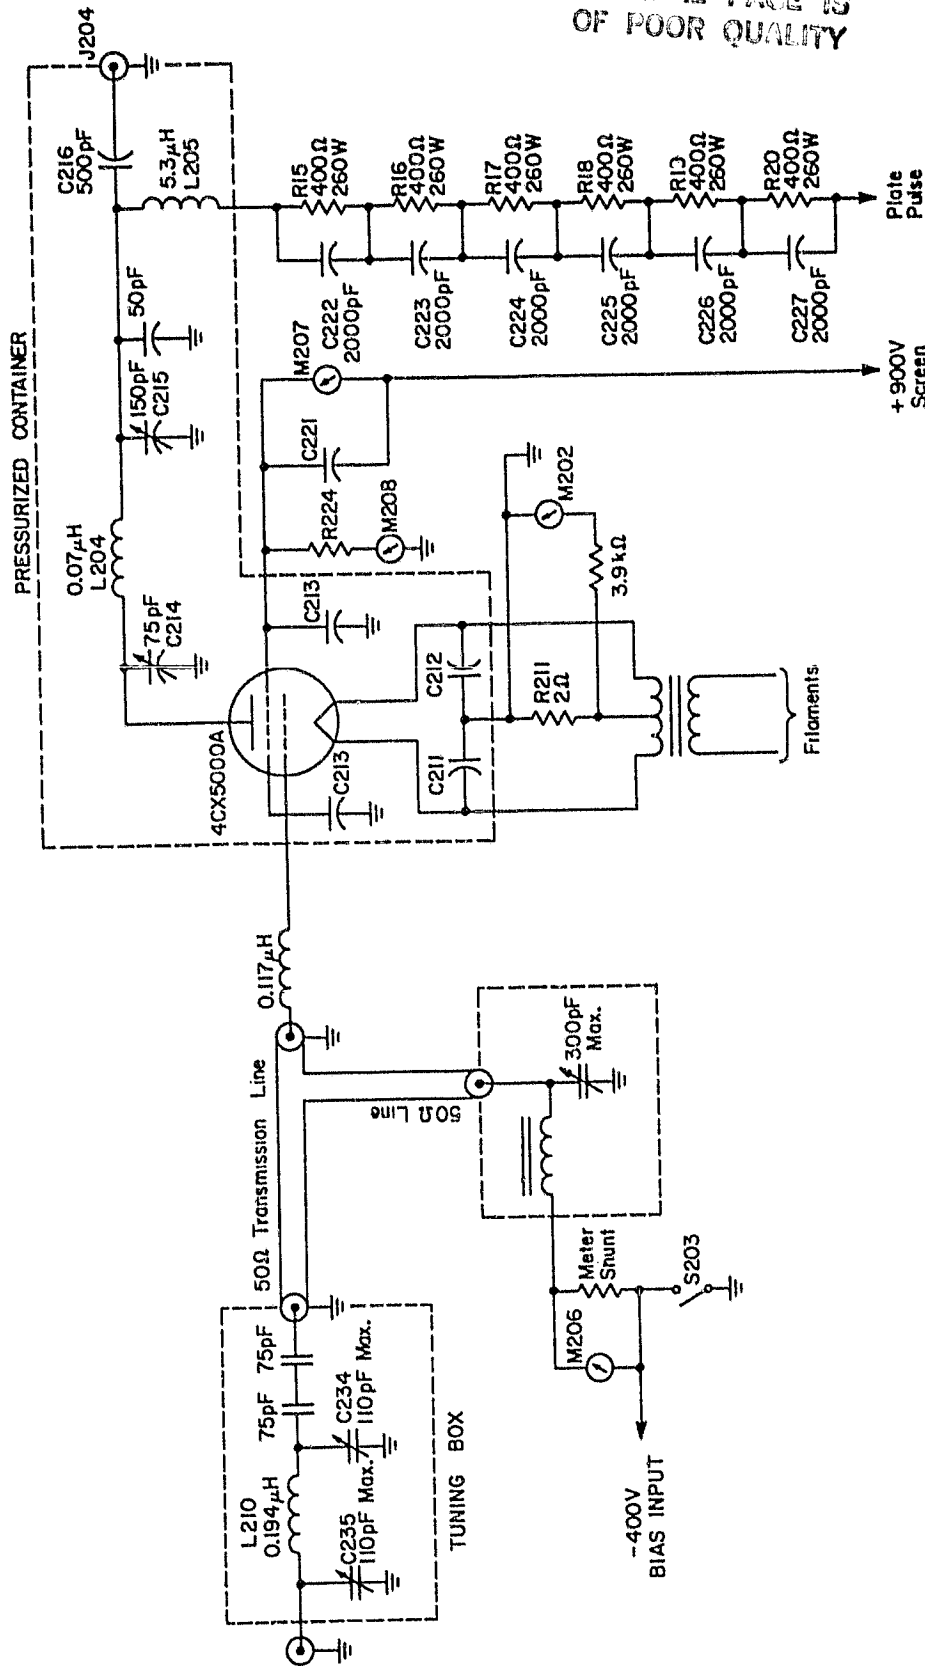 PAGE IS
OF POOR QUALITY
PRESSURIZED CONTAINER
J204
C216
500pF
5.3μH
L205
50pF
150pF
C215
0.07μH
L204
75pF
C214
4CX5000A
C213
C213
R224
M208
C221
M207
R15
400Ω
260W
R16
400Ω
260W
R17
400Ω
260W
R18
400Ω
260W
R13
400Ω
260W
R20
400Ω
260W
C222
2000pF
C223
2000pF
C224
2000pF
C225
2000pF
C226
2000pF
C227
2000pF
Plate
Pulse
+900V
Screen
C211
C212
R211
2Ω
M202
3.9kΩ
Filaments
0.117μH
50Ω Transmission Line
50Ω Line
300pF
Max.
Meter
Shunt
M206
S203
-400V
BIAS INPUT
75pF
75pF
L210
0.194μH
C234
110pF Max.
C235
110pF Max.
TUNING BOX